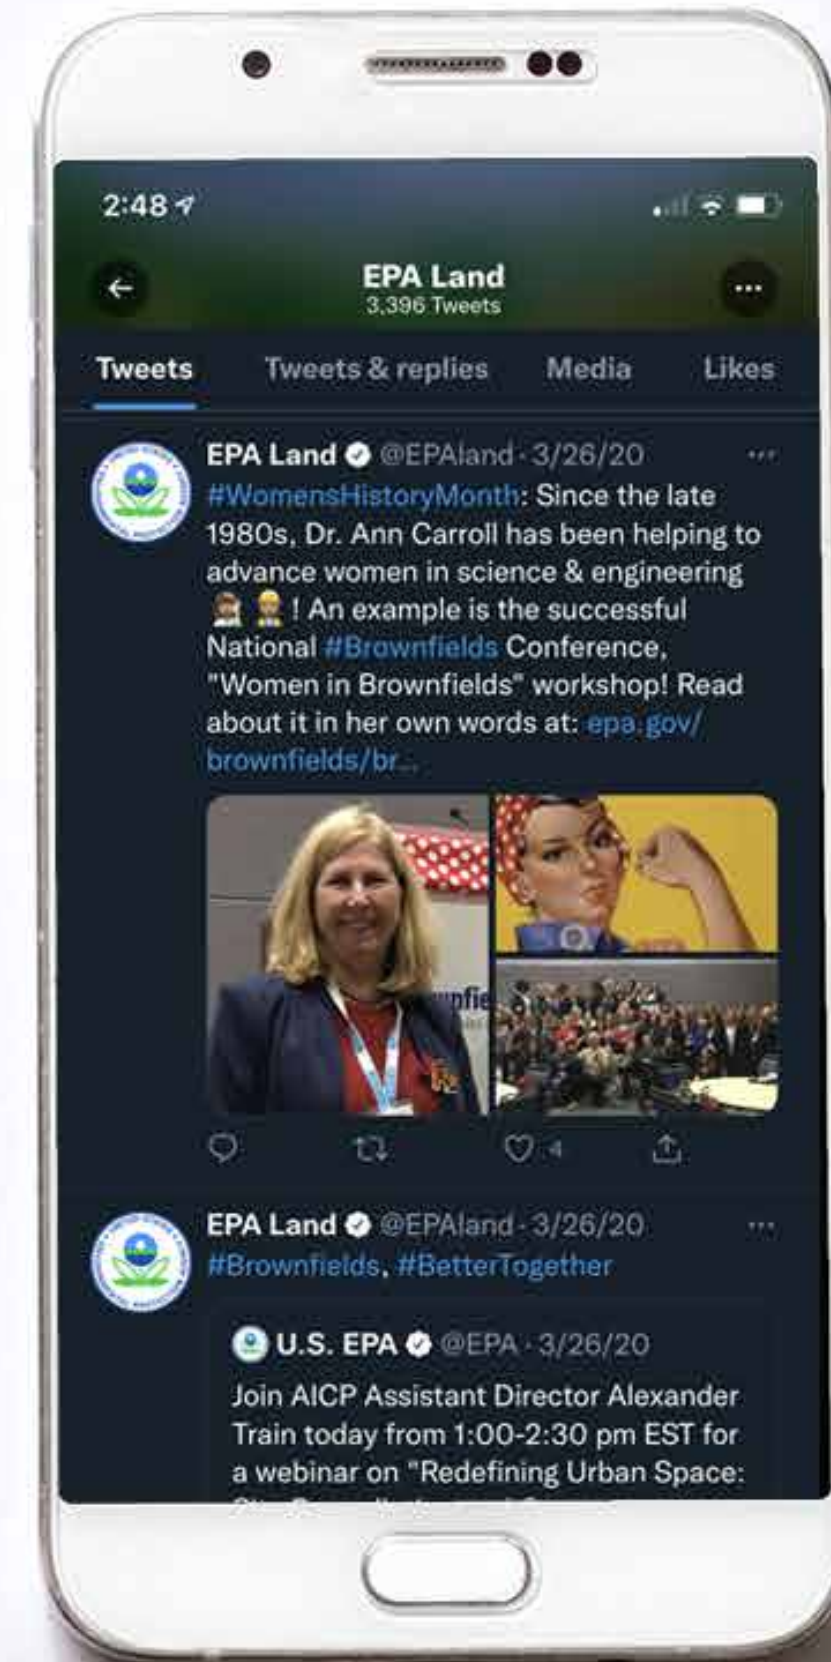 2:48
EPA Land
3,396 Tweets
Tweets Tweets & replies Media Likes
EPA Land @EPAland · 3/26/20
#WomensHistoryMonth: Since the late
1980s, Dr. Ann Carroll has been helping to
advance women in science & engineering
! An example is the successful
National #Brownfields Conference,
"Women in Brownfields" workshop! Read
about it in her own words at: epa.gov/
brownfields/br...
wnfie
4
EPA Land @EPAland · 3/26/20
#Brownfields, #BetterTogether
U.S. EPA @EPA · 3/26/20
Join AICP Assistant Director Alexander
Train today from 1:00-2:30 pm EST for
a webinar on "Redefining Urban Space: